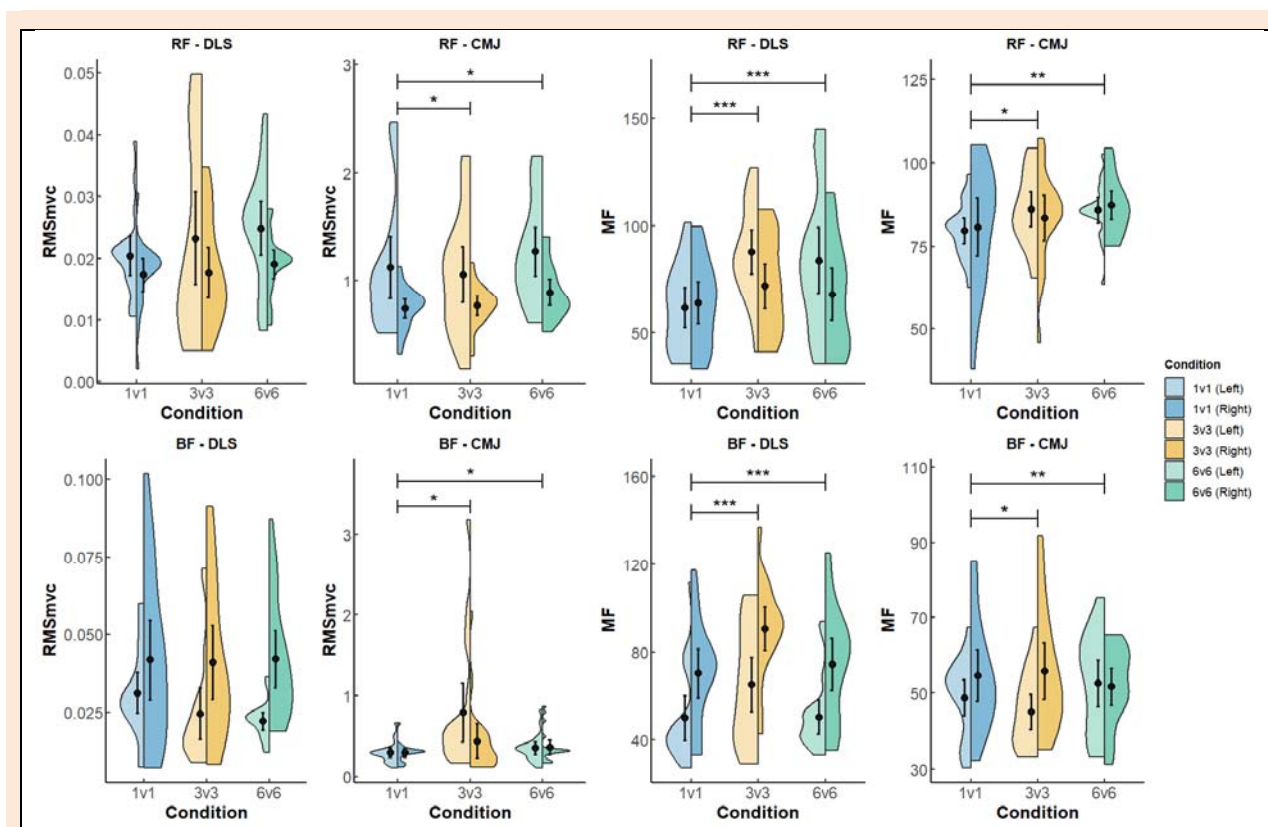 RF - DLS
RMSmvc
0.05
0.04
0.03
0.02
0.01
0.00
1v1 3v3 6v6
Condition
RF - CMJ
RMSmvc
3
2
1
*
*
1v1 3v3 6v6
Condition
RF - DLS
MF
150
100
50
***
***
1v1 3v3 6v6
Condition
RF - CMJ
MF
125
100
75
50
**
*
1v1 3v3 6v6
Condition
Condition
1v1 (Left)
1v1 (Right)
3v3 (Left)
3v3 (Right)
6v6 (Left)
6v6 (Right)
BF - DLS
RMSmvc
0.100
0.075
0.050
0.025
1v1 3v3 6v6
Condition
BF - CMJ
RMSmvc
3
2
1
0
*
*
1v1 3v3 6v6
Condition
BF - DLS
MF
160
120
80
40
***
***
1v1 3v3 6v6
Condition
BF - CMJ
MF
110
90
70
50
30
**
*
1v1 3v3 6v6
Condition